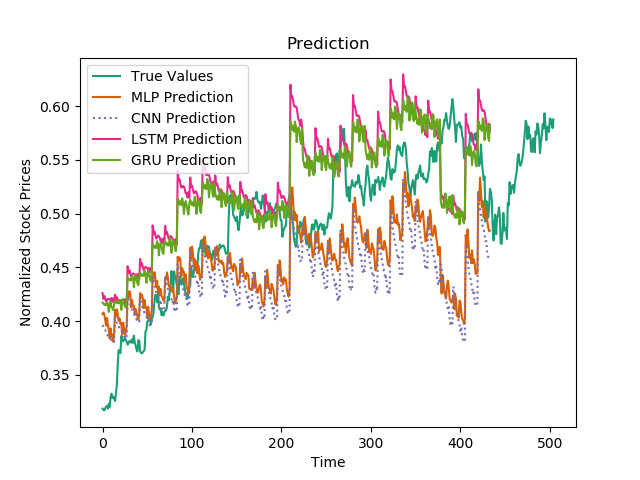 Prediction
True Values
MLP Prediction
CNN Prediction
LSTM Prediction
GRU Prediction
0.60
0.55
0.50
0.45
0.40
0.35
Normalized Stock Prices
0 100 200 300 400 500
Time